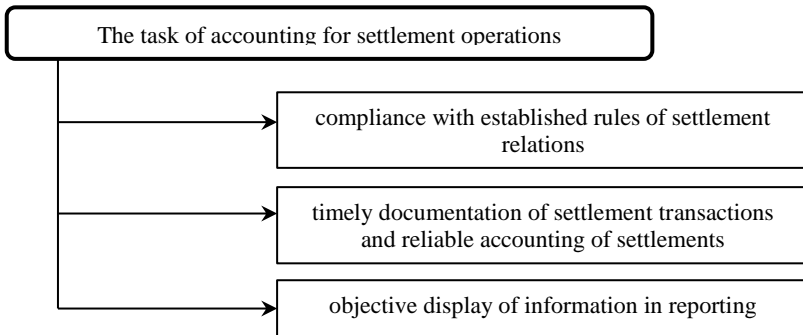 The task of accounting for settlement operations
compliance with established rules of settlement
relations
timely documentation of settlement transactions
and reliable accounting of settlements
objective display of information in reporting